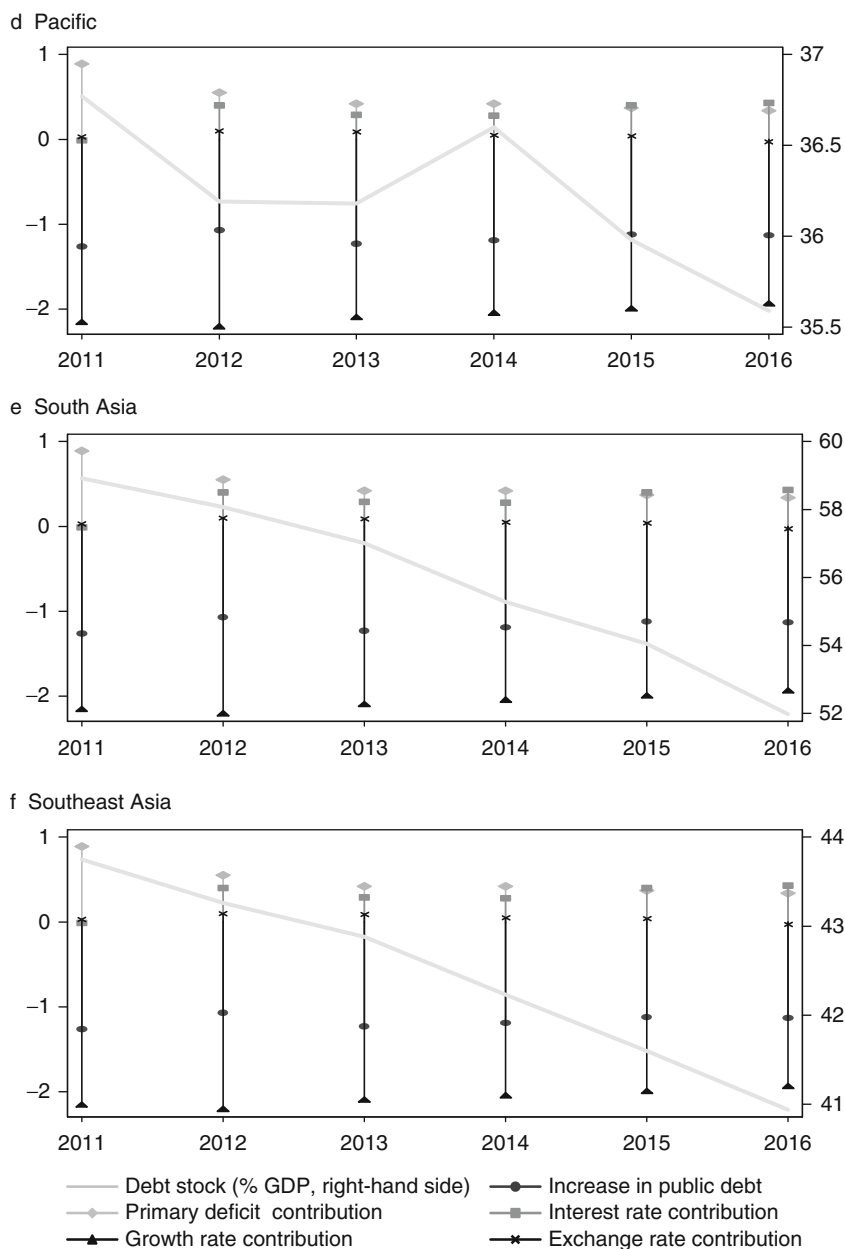 d Pacific
1 37
0 36.5
−1 36
−2 35.5
2011 2012 2013 2014 2015 2016
e South Asia
1 60
58
0
56
−1
54
−2 52
2011 2012 2013 2014 2015 2016
f Southeast Asia
1 44
0 43
−1 42
−2 41
2011 2012 2013 2014 2015 2016
Debt stock (% GDP, right-hand side) Increase in public debt
Primary deficit contribution Interest rate contribution
Growth rate contribution Exchange rate contribution